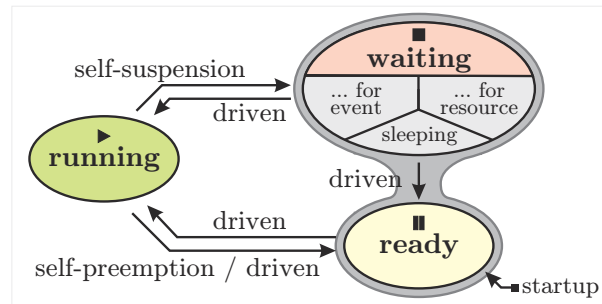 waiting
self-suspension
... for
event
... for
resource
driven
sleeping
running
driven
driven
ready
self-preemption / driven
startup